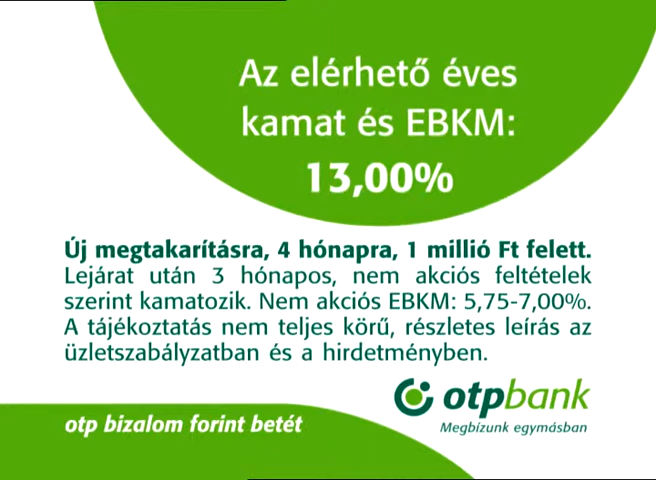 Az elérhető éves
kamat és EBKM:
13,00%
Új megtakarításra, 4 hónapra, 1 millió Ft felett.
Lejárat után 3 hónapos, nem akciós feltételek
szerint kamatozik. Nem akciós EBKM: 5,75-7,00%.
A tájékoztatás nem teljes körű, részletes leírás az
üzletszabályzatban és a hirdetményben.
otpbank
Megbízunk egymásban
otp bizalom forint betét